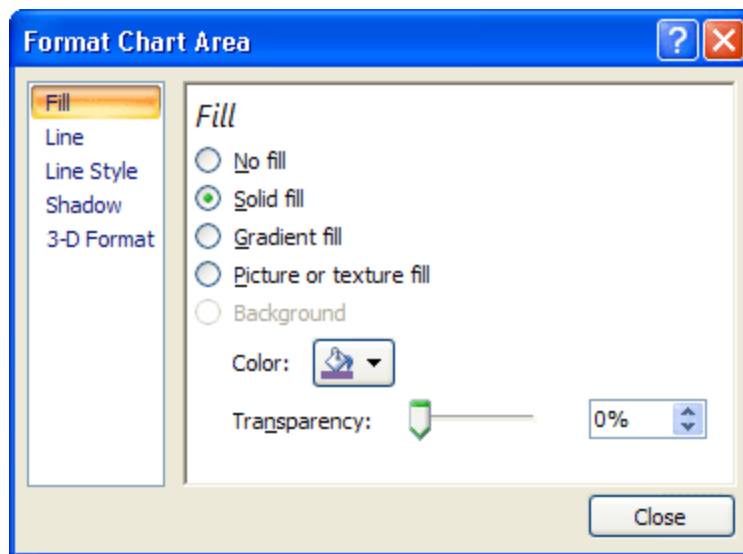 Format Chart Area
?
Fill
Line
Line Style
Shadow
3-D Format
Fill
No fill
Solid fill
Gradient fill
Picture or texture fill
Background
Color:
Transparency: 0%
Close